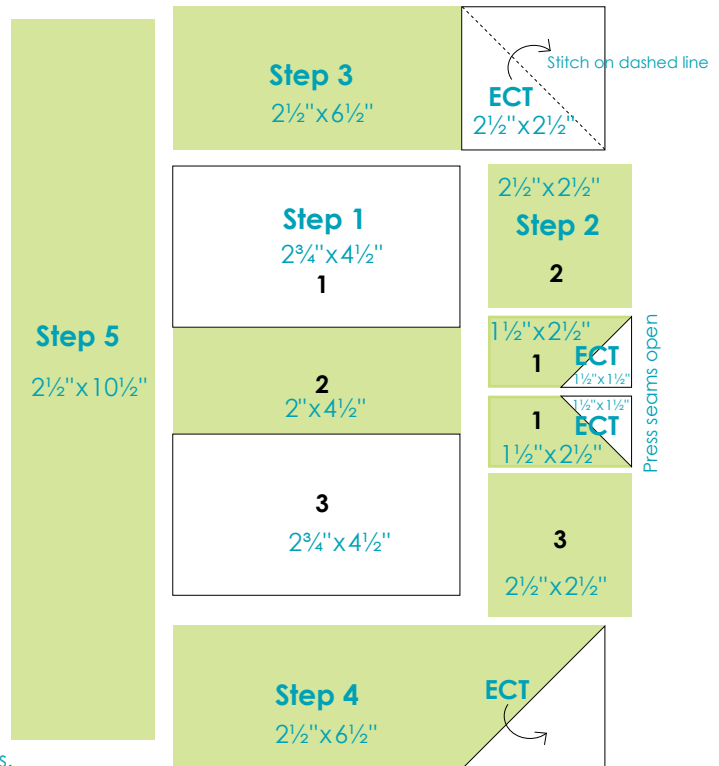 Step 3
2½"x6½"
ECT
2½"x2½"
Stitch on dashed line
Step 1
2¾"x4½"
1
2½"x2½"
Step 2
2
Step 5
2½"x10½"
2
2"x4½"
1½"x2½"
1
ECT
1½"x1½"
1½"x1½"
1
ECT
1½"x2½"
Press seams open
3
2¾"x4½"
3
2½"x2½"
Step 4
2½"x6½"
ECT
s.